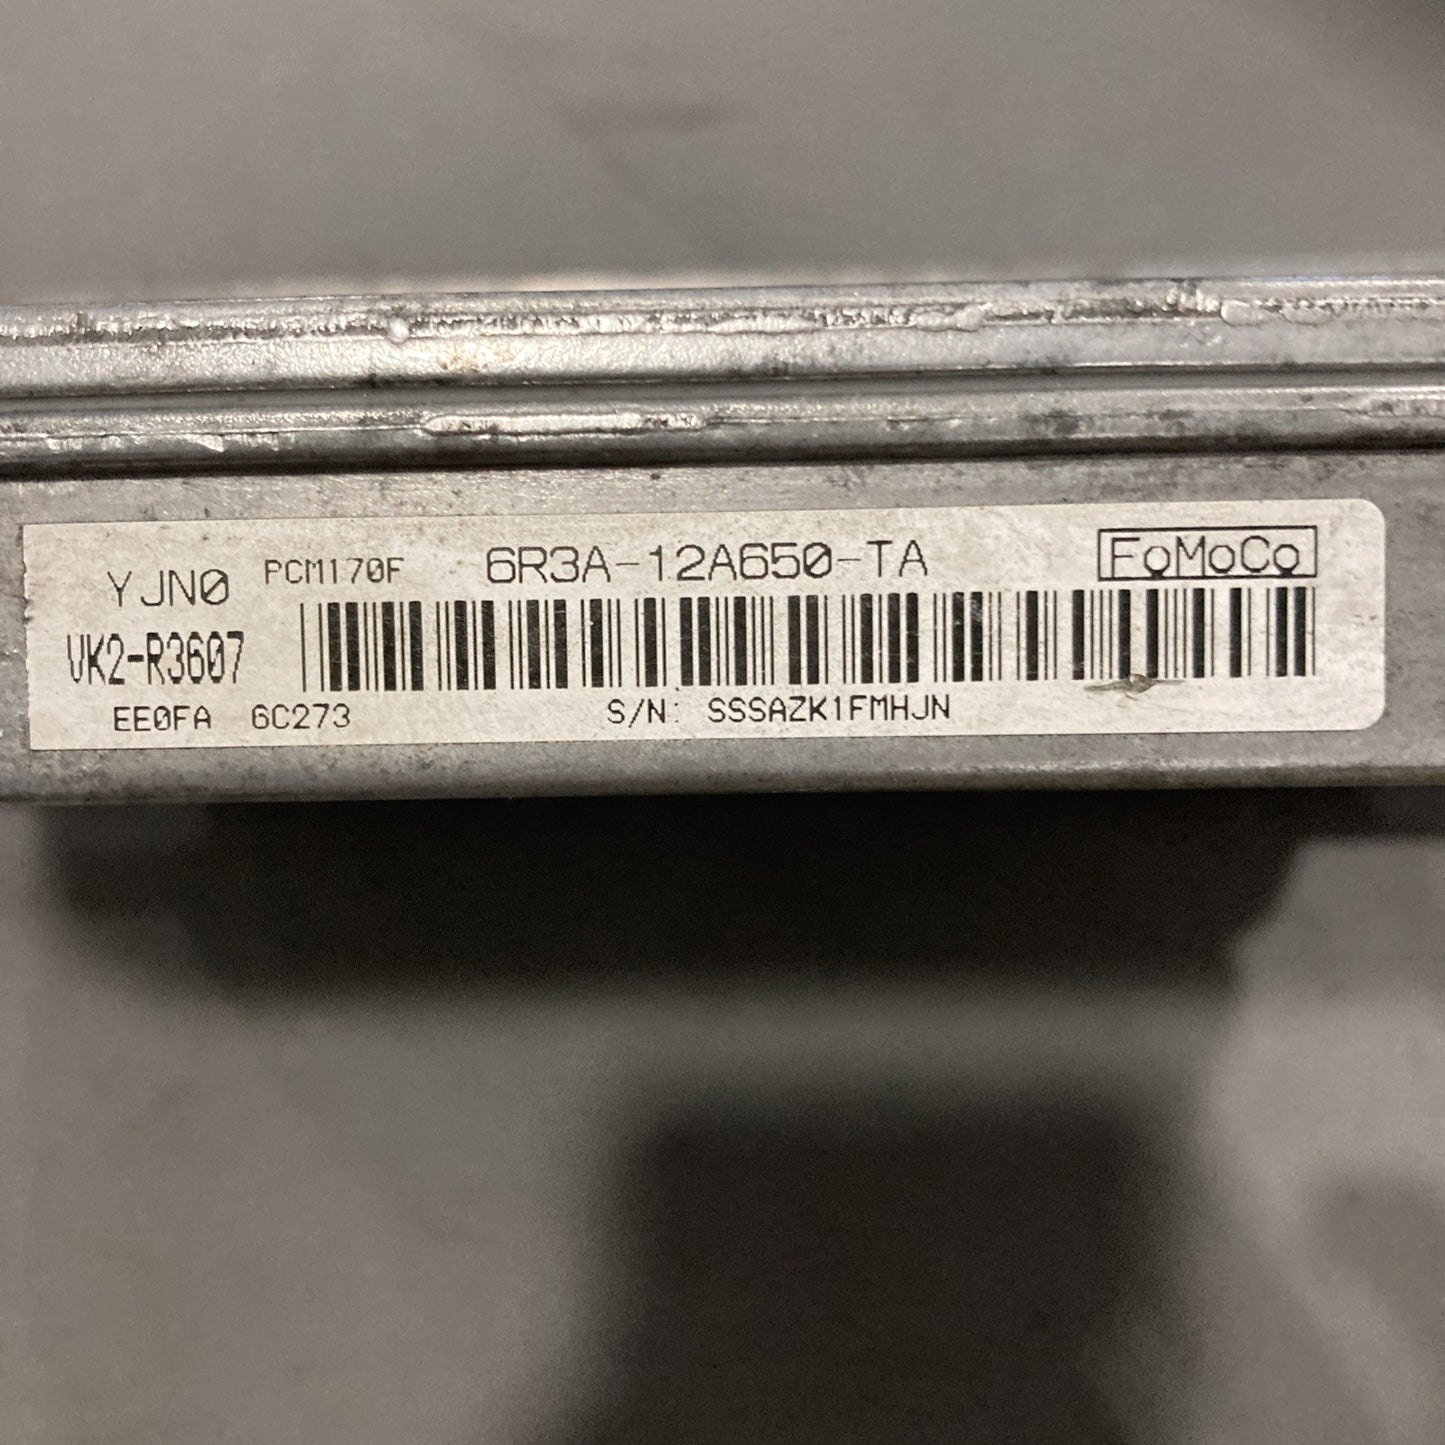 YJN0 PCM170F 6R3A-12A650-TA FoMoCo
VK2-R3607
EE0FA 6C273 S/N: SSSAZK1FMHJN